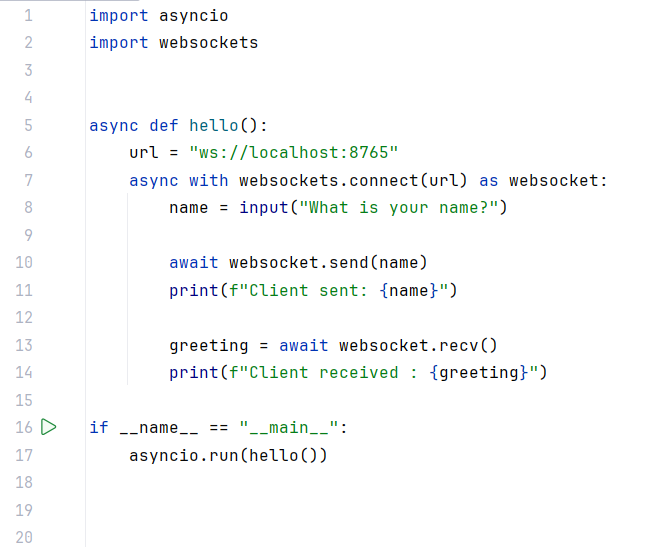 1 import asyncio
2 import websockets
3
4
5 async def hello():
6     url = "ws://localhost:8765"
7     async with websockets.connect(url) as websocket:
8         name = input("What is your name?")
9
10         await websocket.send(name)
11         print(f"Client sent: {name}")
12
13         greeting = await websocket.recv()
14         print(f"Client received : {greeting}")
15
16 if __name__ == "__main__":
17     asyncio.run(hello())
18
19
20